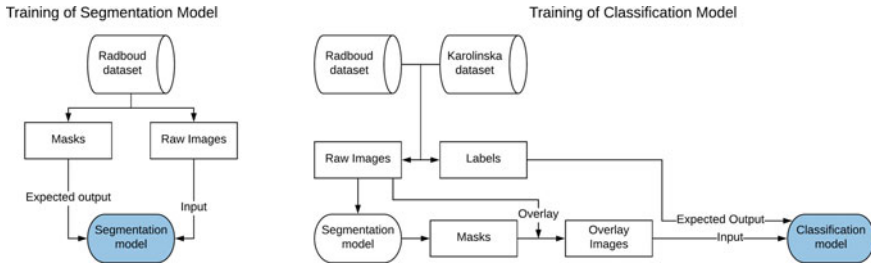 Training of Segmentation Model
Radboud
dataset
Masks
Raw Images
Expected output
Input
Segmentation
model
Training of Classification Model
Radboud
dataset
Karolinska
dataset
Raw Images
Labels
Overlay
Expected Output
Segmentation
model
Masks
Overlay
Images
Input
Classification
model